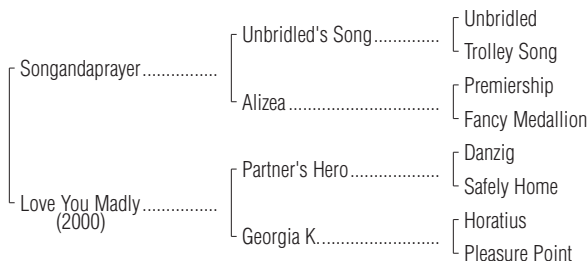 Unbridled
Unbridled's Song...............
Trolley Song
Songandaprayer..............
Premiership
Alizea.............................
Fancy Medallion
Danzig
Partner's Hero.................
Safely Home
Love You Madly..............
(2000)
Horatius
Georgia K........................
Pleasure Point